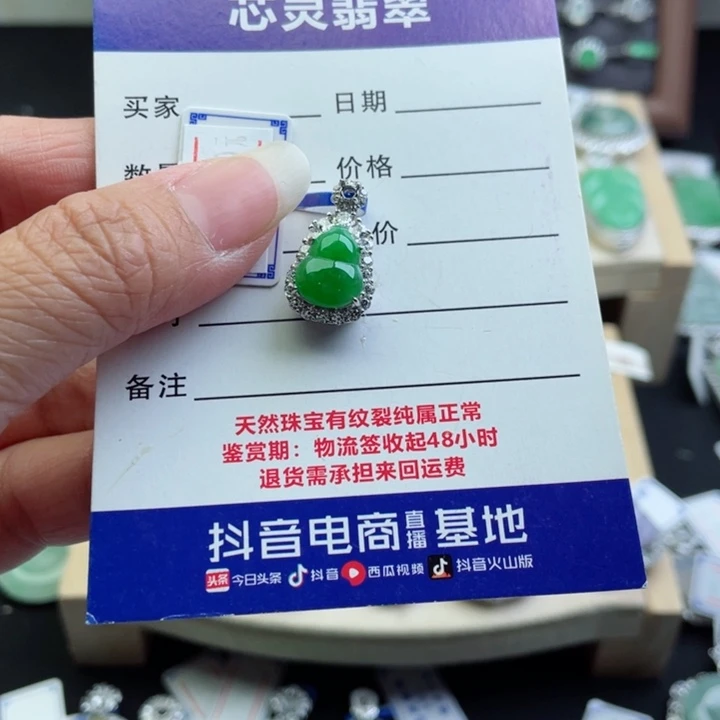 芯灵翡翠
买家
日期
价格
价
备注
天然珠宝有纹裂纯属正常
鉴赏期：物流签收起48小时
退货需承担来回运费
抖音电商直播基地
头条 今日头条 抖音 西瓜视频 抖音火山版